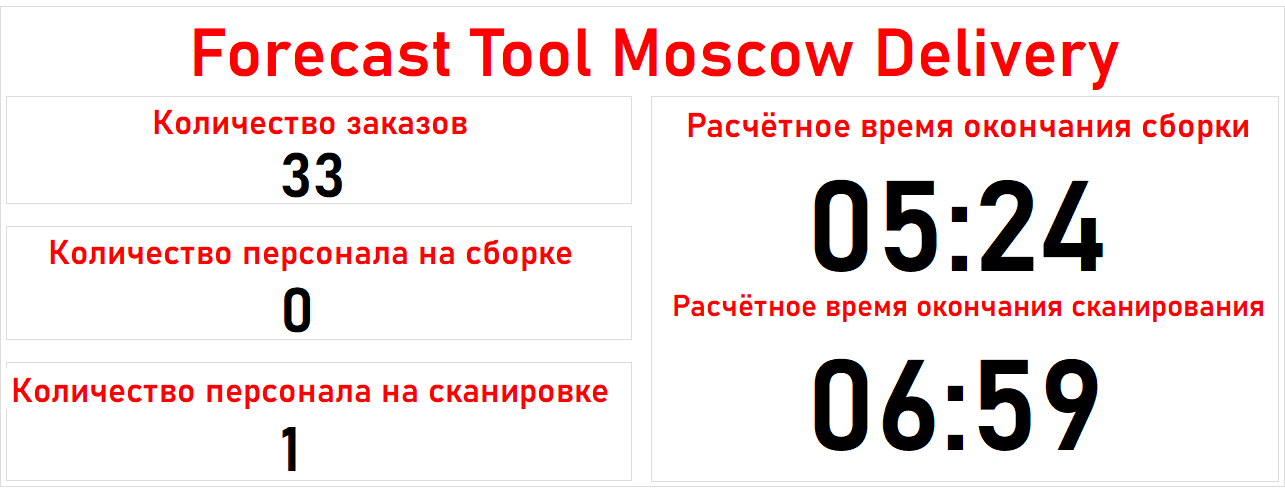 Forecast Tool Moscow Delivery
Количество заказов
33
Количество персонала на сборке
0
Количество персонала на сканировке
1
Расчётное время окончания сборки
05:24
Расчётное время окончания сканирования
06:59